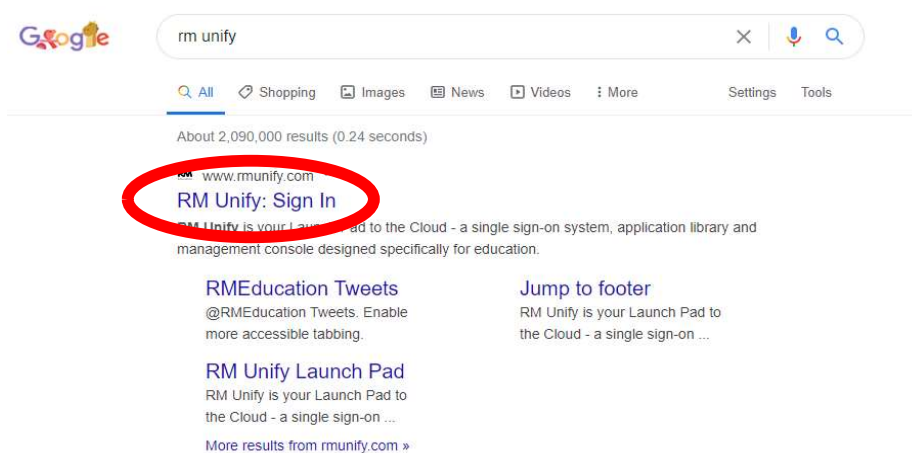 Google
rm unify
All Shopping Images News Videos More Settings Tools
About 2,090,000 results (0.24 seconds)
RM www.rmunify.com
RM Unify: Sign In
RM Unify is your Launch Pad to the Cloud - a single sign-on system, application library and
management console designed specifically for education.
RMEducation Tweets
@RMEducation Tweets. Enable
more accessible tabbing.
Jump to footer
RM Unify is your Launch Pad to
the Cloud - a single sign-on ...
RM Unify Launch Pad
RM Unify is your Launch Pad to
the Cloud - a single sign-on ...
More results from rmunify.com »